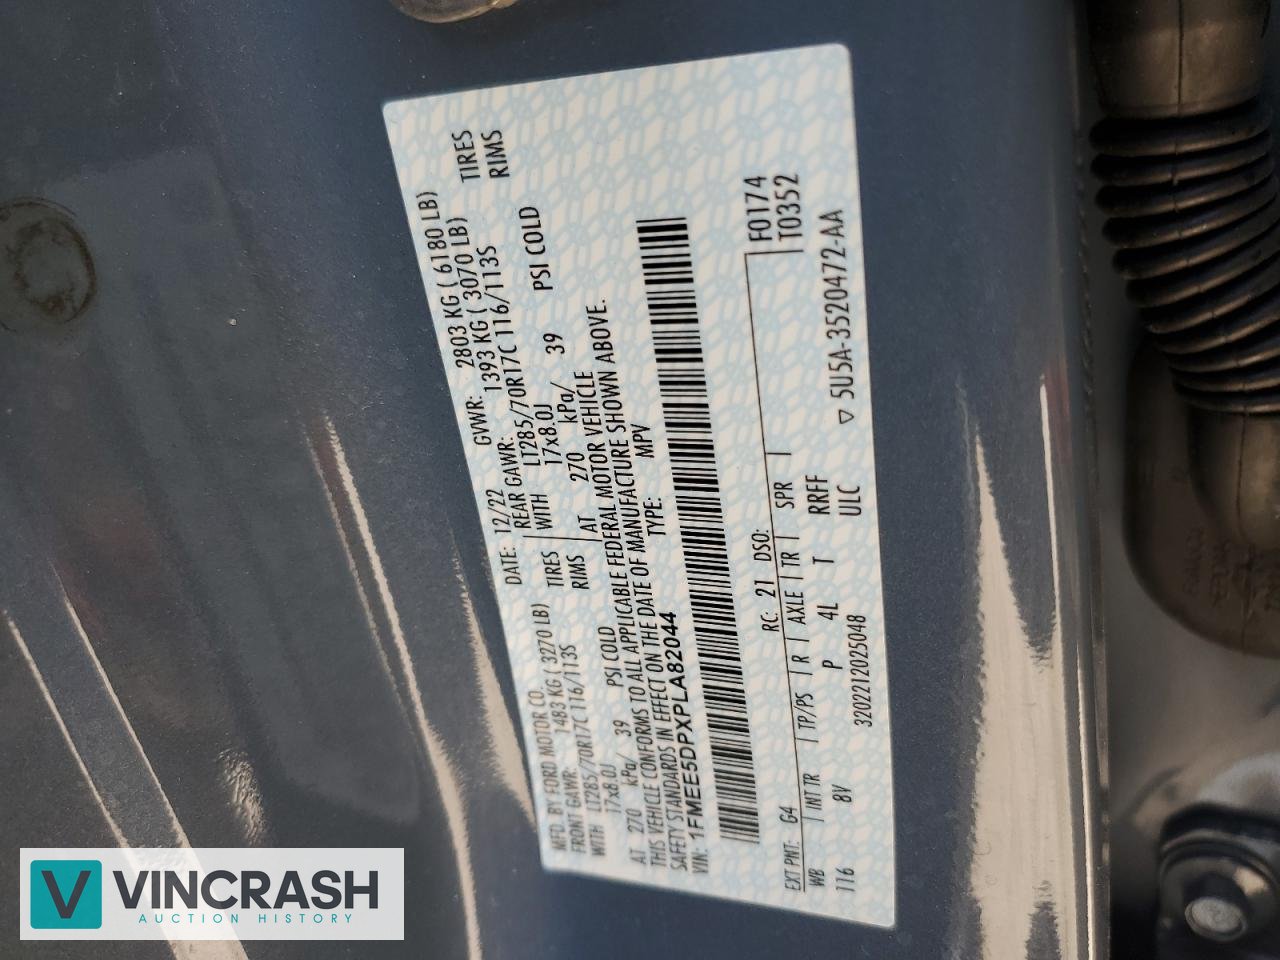 MFD. BY FORD MOTOR CO.
DATE: 12/22 GVWR: 2803 KG ( 6180 LB)
FRONT GAWR: 1483 KG ( 3270 LB)
REAR GAWR: 1393 KG ( 3070 LB)
WITH LT285/70R17C 116/113S TIRES
WITH LT285/70R17C 116/113S TIRES
17x8.0J RIMS
17x8.0J RIMS
AT 270 kPa/ 39 PSI COLD
AT 270 kPa/ 39 PSI COLD
THIS VEHICLE CONFORMS TO ALL APPLICABLE FEDERAL MOTOR VEHICLE
SAFETY STANDARDS IN EFFECT ON THE DATE OF MANUFACTURE SHOWN ABOVE.
VIN: 1FMEE5DPXPLA82044 TYPE: MPV
F0174
T0352
EXT PNT: G4 RC: 21 DSO:
WB INT TR TP/PS R AXLE TR SPR
116 8V P 4L T RRFF
3202212025048 ULC
▽ 5U5A-3520472-AA
V VINCRASH
AUCTION HISTORY